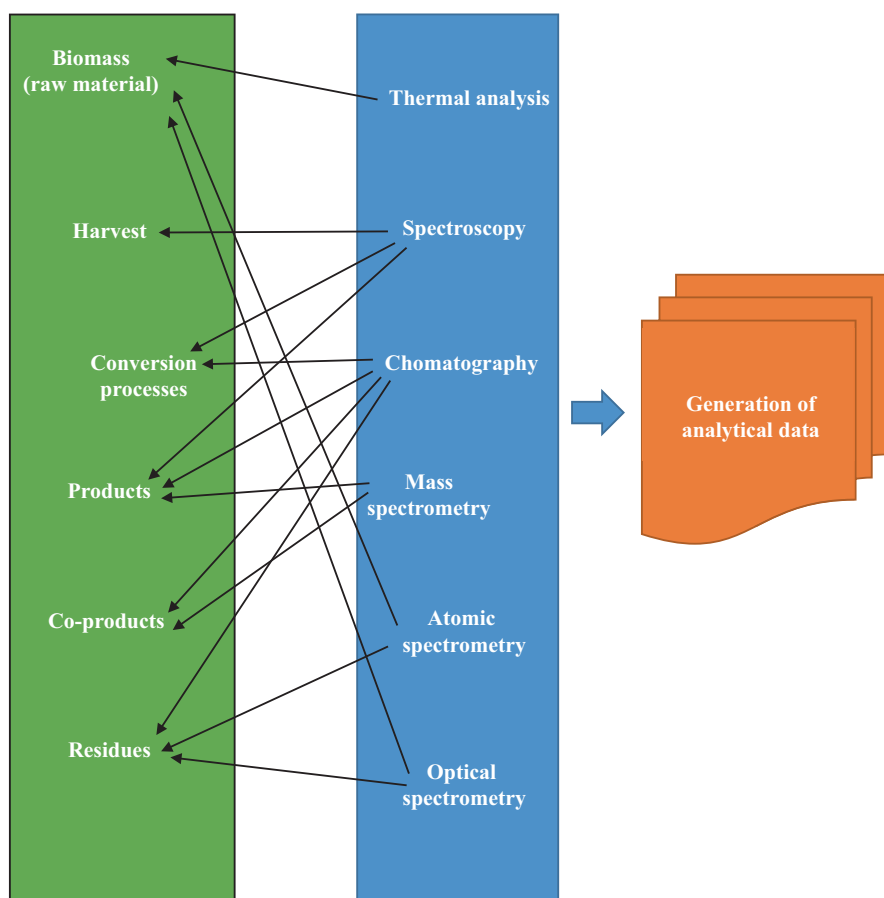 Biomass
(raw material)
Harvest
Conversion
processes
Products
Co-products
Residues
Thermal analysis
Spectroscopy
Chomatography
Mass
spectrometry
Atomic
spectrometry
Optical
spectrometry
Generation of
analytical data